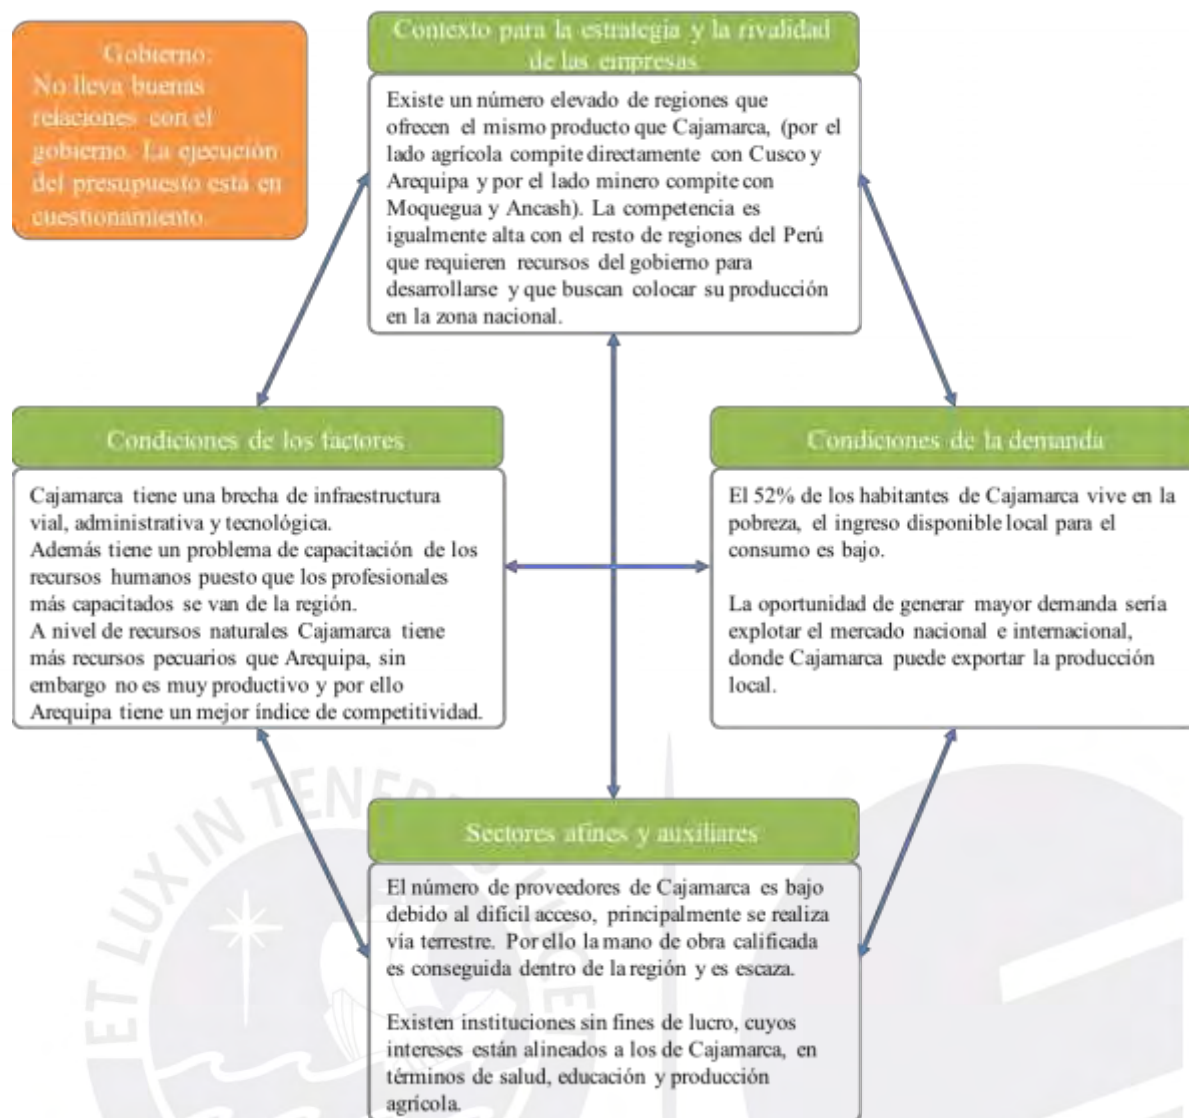 Gobierno:
No lleva buenas
relaciones con el
gobierno. La ejecución
del presupuesto está en
cuestionamiento.
Contexto para la estrategia y la rivalidad
de las empresas
Existe un número elevado de regiones que
ofrecen el mismo producto que Cajamarca, (por el
lado agrícola compite directamente con Cusco y
Arequipa y por el lado minero compite con
Moquegua y Ancash). La competencia es
igualmente alta con el resto de regiones del Perú
que requieren recursos del gobierno para
desarrollarse y que buscan colocar su producción
en la zona nacional.
Condiciones de los factores
Cajamarca tiene una brecha de infraestructura
vial, administrativa y tecnológica.
Además tiene un problema de capacitación de los
recursos humanos puesto que los profesionales
más capacitados se van de la región.
A nivel de recursos naturales Cajamarca tiene
más recursos pecuarios que Arequipa, sin
embargo no es muy productivo y por ello
Arequipa tiene un mejor índice de competitividad.
Condiciones de la demanda
El 52% de los habitantes de Cajamarca vive en la
pobreza, el ingreso disponible local para el
consumo es bajo.
La oportunidad de generar mayor demanda sería
explotar el mercado nacional e internacional,
donde Cajamarca puede exportar la producción
local.
Sectores afines y auxiliares
El número de proveedores de Cajamarca es bajo
debido al difícil acceso, principalmente se realiza
vía terrestre. Por ello la mano de obra calificada
es conseguida dentro de la región y es escaza.
Existen instituciones sin fines de lucro, cuyos
intereses están alineados a los de Cajamarca, en
términos de salud, educación y producción
agrícola.
ET LUX IN